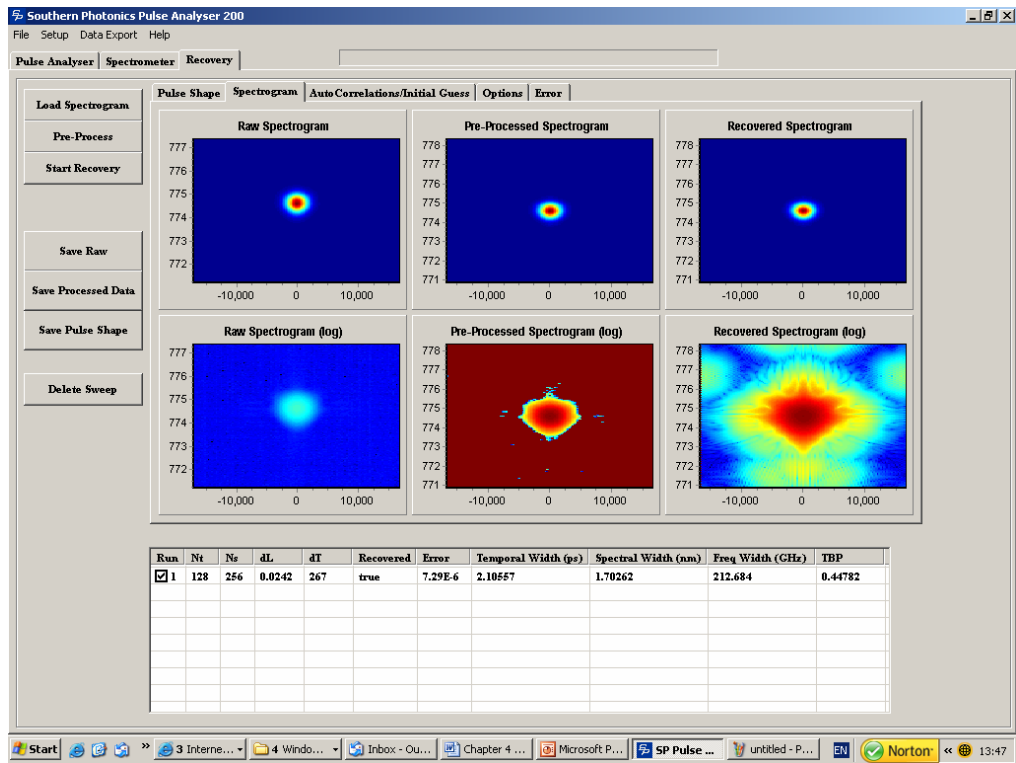 Southern Photonics Pulse Analyser 200
File Setup Data Export Help
Pulse Analyser Spectrometer Recovery
Load Spectrogram
Pre-Process
Start Recovery
Save Raw
Save Processed Data
Save Pulse Shape
Delete Sweep
Pulse Shape Spectrogram AutoCorrelations/Initial Guess Options Error
Raw Spectrogram
777
776
775
774
773
772
-10,000 0 10,000
Pre-Processed Spectrogram
778
777
776
775
774
773
772
771
-10,000 0 10,000
Recovered Spectrogram
778
777
776
775
774
773
772
771
-10,000 0 10,000
Raw Spectrogram (log)
777
776
775
774
773
772
-10,000 0 10,000
Pre-Processed Spectrogram (log)
778
777
776
775
774
773
772
771
-10,000 0 10,000
Recovered Spectrogram (log)
778
777
776
775
774
773
772
771
-10,000 0 10,000
Run Nt Ns dL dT Recovered Error Temporal Width (ps) Spectral Width (nm) Freq Width (GHz) TBP
1 128 256 0.0242 267 true 7.29E-6 2.10557 1.70262 212.684 0.44782
Start » 3 Interne... 4 Windo... Inbox - Ou... Chapter 4 ... Microsoft P... SP Pulse ... untitled - P... EN Norton « 13:47